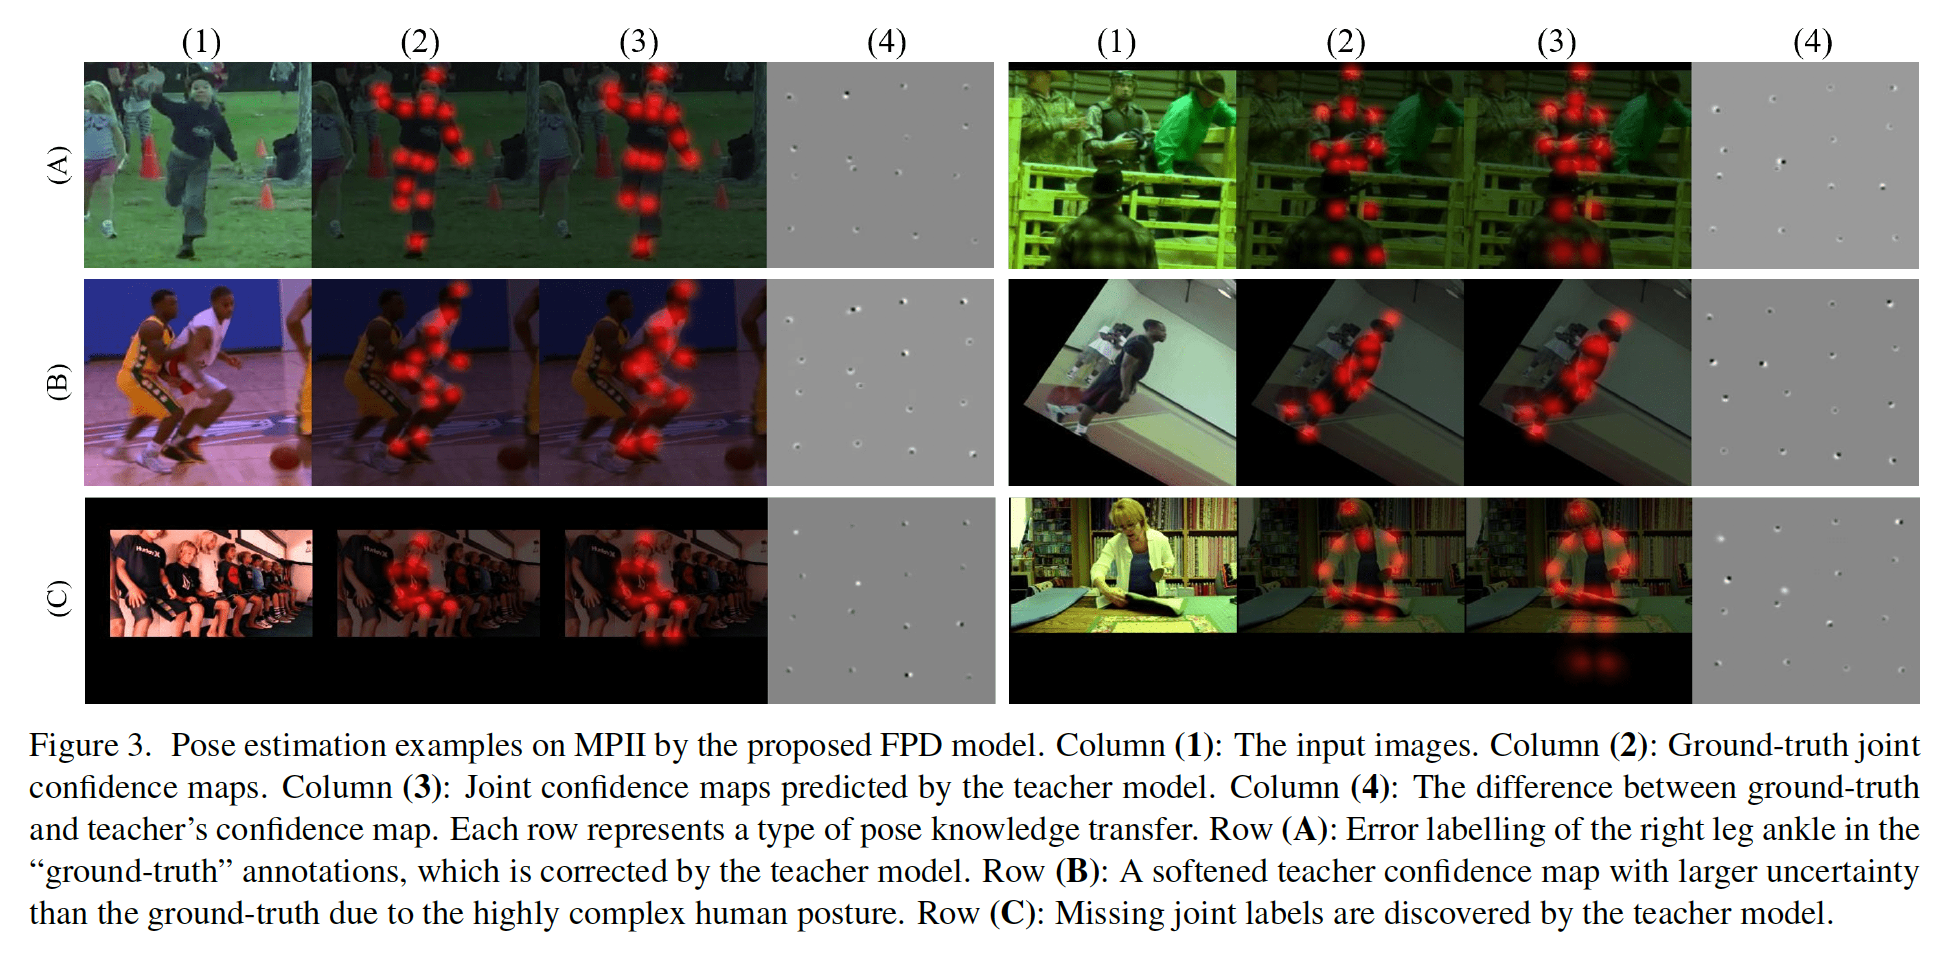 (1) (2) (3) (4) (1) (2) (3) (4)
(A)
(B)
(C)
Figure 3. Pose estimation examples on MPII by the proposed FPD model. Column (1): The input images. Column (2): Ground-truth joint
confidence maps. Column (3): Joint confidence maps predicted by the teacher model. Column (4): The difference between ground-truth
and teacher's confidence map. Each row represents a type of pose knowledge transfer. Row (A): Error labelling of the right leg ankle in the
“ground-truth” annotations, which is corrected by the teacher model. Row (B): A softened teacher confidence map with larger uncertainty
than the ground-truth due to the highly complex human posture. Row (C): Missing joint labels are discovered by the teacher model.